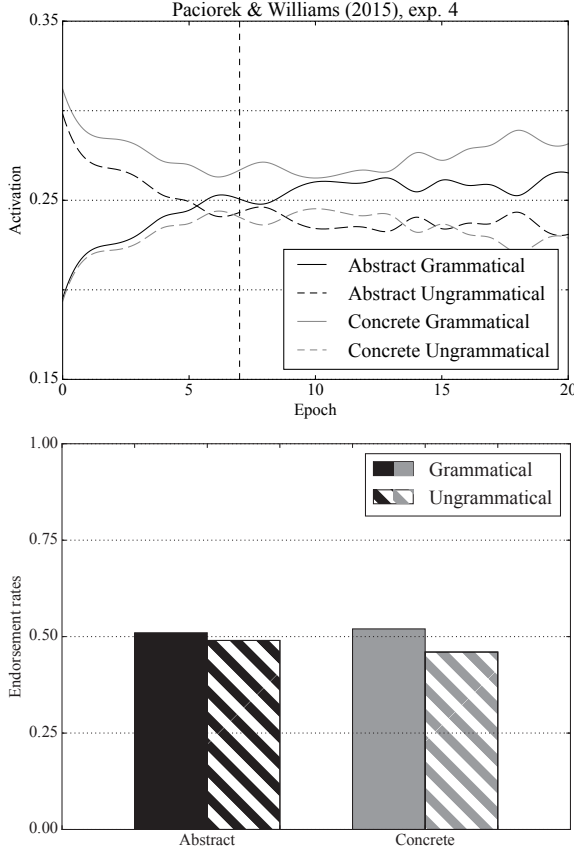 Paciorek & Williams (2015), exp. 4
0.35
0.25
0.15
Activation
Abstract Grammatical
Abstract Ungrammatical
Concrete Grammatical
Concrete Ungrammatical
0 5 10 15 20
Epoch
1.00
0.75
0.50
0.25
0.00
Endorsement rates
Grammatical
Ungrammatical
Abstract Concrete